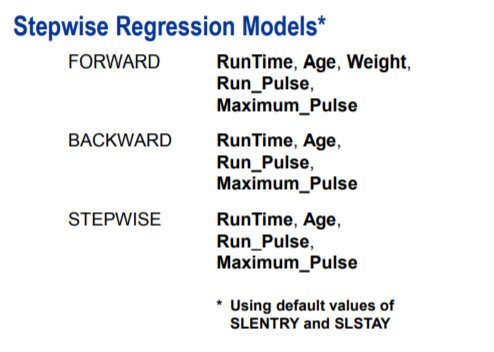 Stepwise Regression Models*
FORWARD RunTime, Age, Weight,
Run_Pulse,
Maximum_Pulse
BACKWARD RunTime, Age,
Run_Pulse,
Maximum_Pulse
STEPWISE RunTime, Age,
Run_Pulse,
Maximum_Pulse
* Using default values of
SLENTRY and SLSTAY